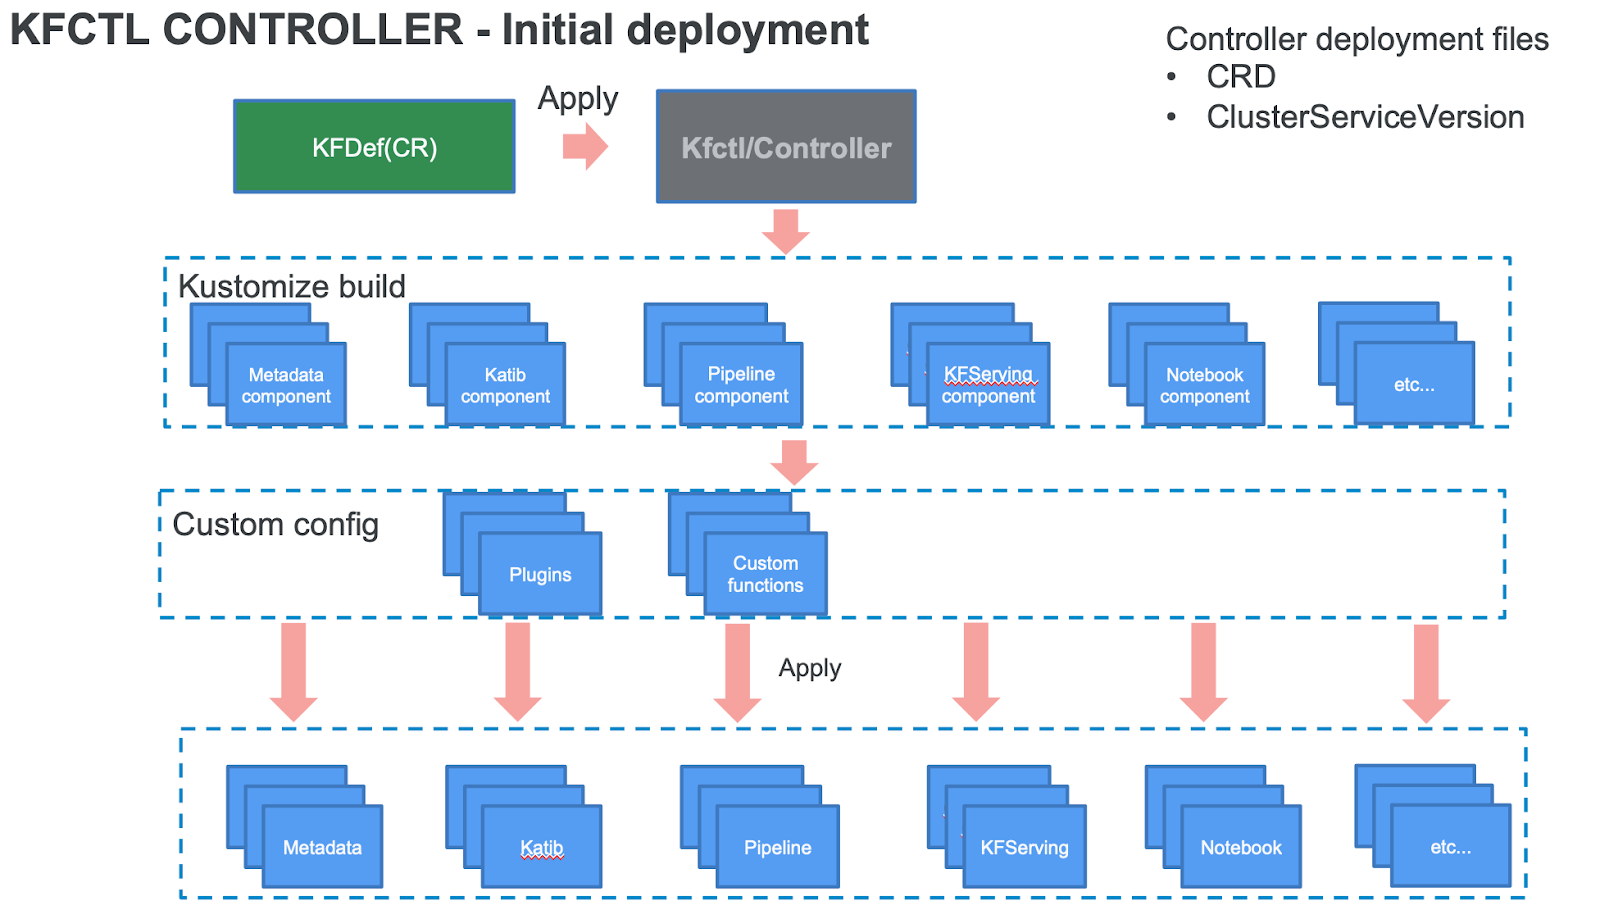 KFCTL CONTROLLER - Initial deployment
Controller deployment files
• CRD
• ClusterServiceVersion
Apply
KFDef(CR)
Kfctl/Controller
Kustomize build
Metadata
component
Katib
component
Pipeline
component
KFServing
component
Notebook
component
etc...
Custom config
Plugins
Custom
functions
Apply
Metadata
Katib
Pipeline
KFServing
Notebook
etc...